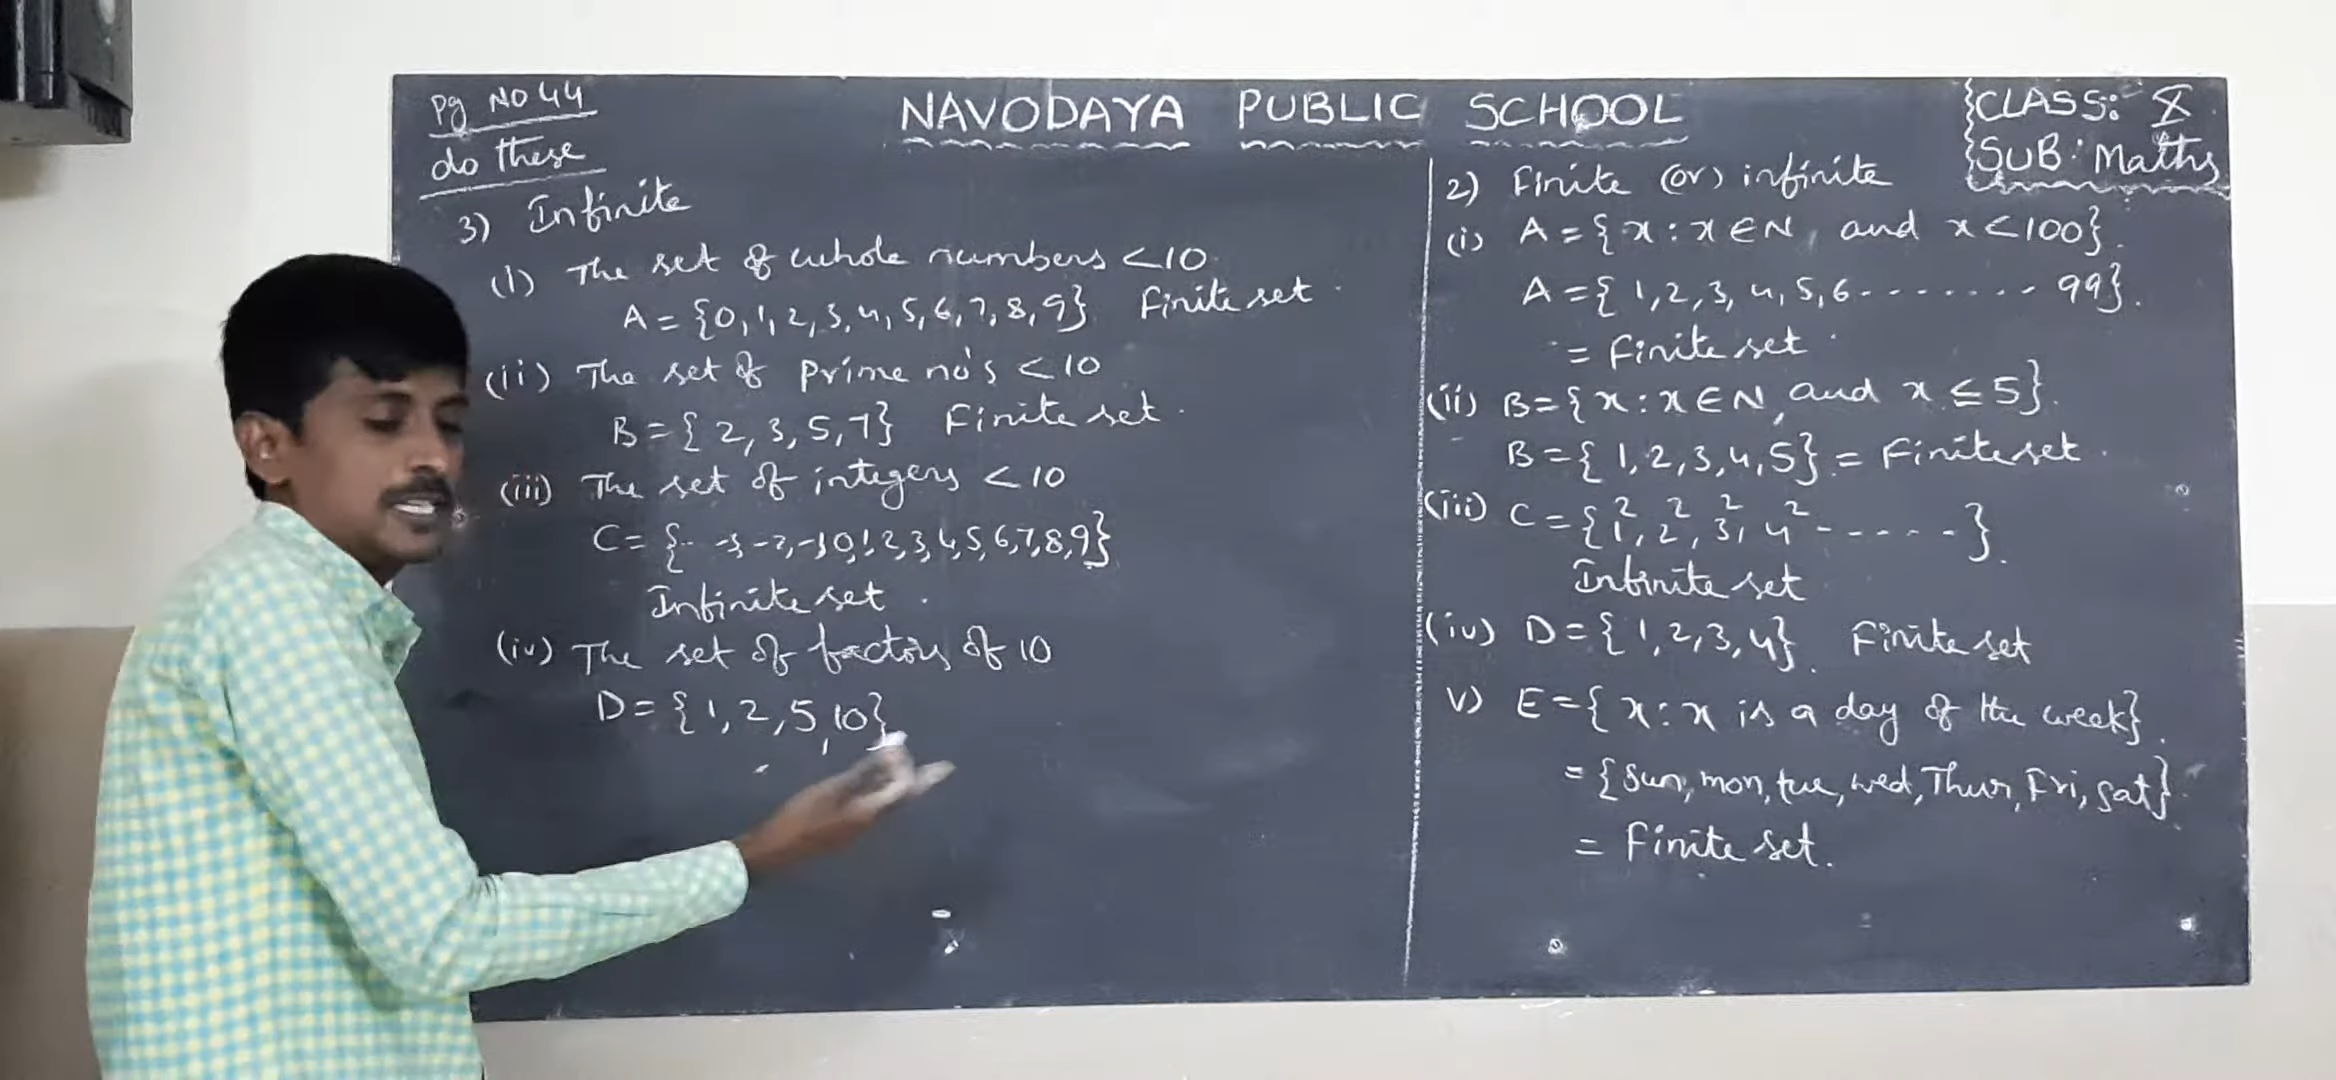 Pg NO 44
do these
NAVODAYA PUBLIC SCHOOL
CLASS: X
SUB: Maths
3) Infinite
(i) The set of whole numbers <10
A = {0,1,2,3,4,5,6,7,8,9} Finite set.
(ii) The set of prime no's <10
B = {2,3,5,7} Finite set.
(iii) The set of integers <10
C = {.. -3,-2,-1,0,1,2,3,4,5,6,7,8,9}
Infinite set.
(iv) The set of factors of 10
D = {1,2,5,10}
2) Finite (or) infinite
(i) A = {x : x ∈ N, and x<100}.
A = {1,2,3,4,5,6-------99}.
= Finite set.
(ii) B = {x : x ∈ N, and x ≤ 5}.
B = {1,2,3,4,5} = Finite set.
(iii) C = {1², 2², 3², 4² -----}.
Infinite set
(iv) D = {1,2,3,4}. Finite set
v) E = {x : x is a day of the week}.
= {Sun, mon, tue, wed, Thur, Fri, sat}.
= Finite set.